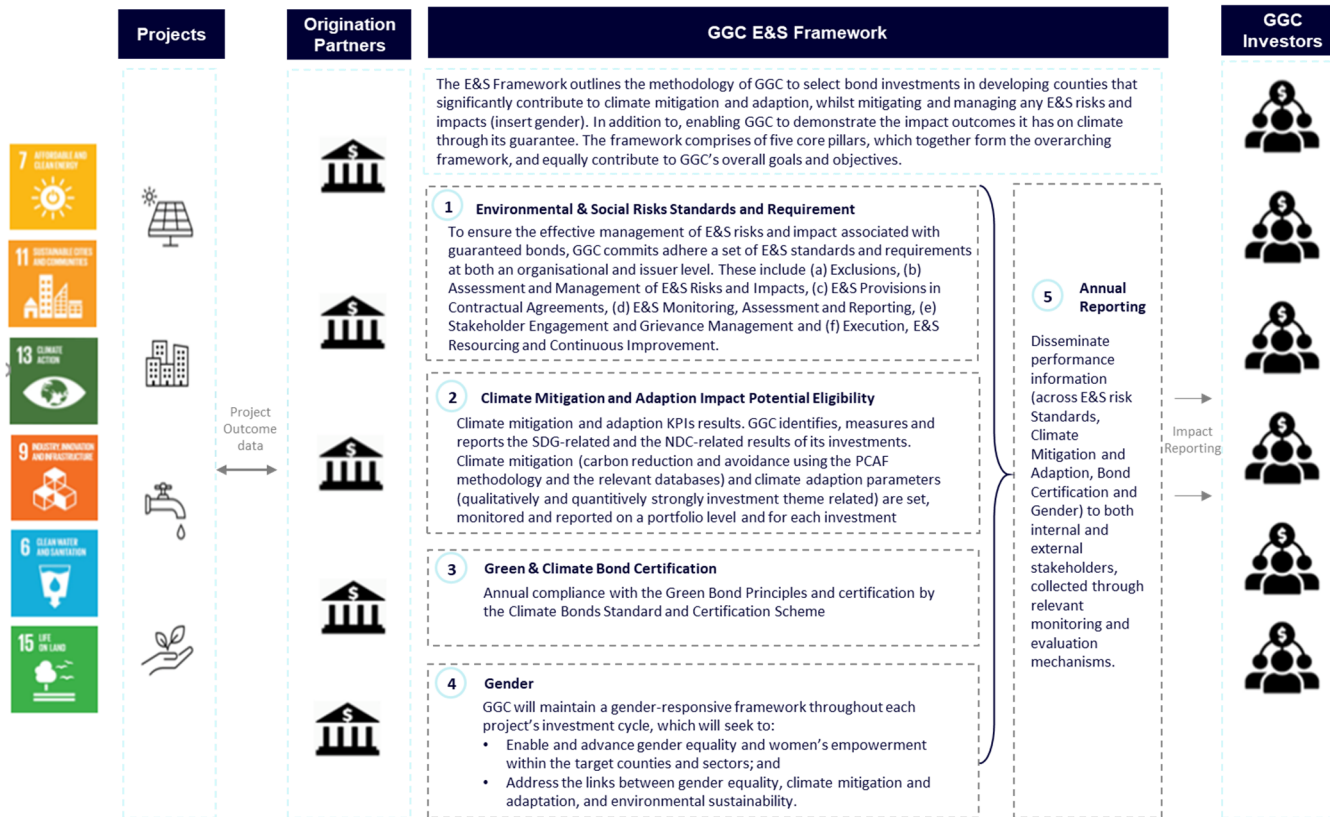 Projects
Origination
Partners
GGC E&S Framework
GGC
Investors
The E&S Framework outlines the methodology of GGC to select bond investments in developing counties that
significantly contribute to climate mitigation and adaption, whilst mitigating and managing any E&S risks and
impacts (insert gender). In addition to, enabling GGC to demonstrate the impact outcomes it has on climate
through its guarantee. The framework comprises of five core pillars, which together form the overarching
framework, and equally contribute to GGC's overall goals and objectives.
7 AFFORDABLE AND
CLEAN ENERGY
11 SUSTAINABLE CITIES
AND COMMUNITIES
13 CLIMATE
ACTION
9 INDUSTRY, INNOVATION
AND INFRASTRUCTURE
6 CLEAN WATER
AND SANITATION
15 LIFE
ON LAND
Project
Outcome
data
$
$
$
$
$
1 Environmental & Social Risks Standards and Requirement
To ensure the effective management of E&S risks and impact associated with
guaranteed bonds, GGC commits adhere a set of E&S standards and requirements
at both an organisational and issuer level. These include (a) Exclusions, (b)
Assessment and Management of E&S Risks and Impacts, (c) E&S Provisions in
Contractual Agreements, (d) E&S Monitoring, Assessment and Reporting, (e)
Stakeholder Engagement and Grievance Management and (f) Execution, E&S
Resourcing and Continuous Improvement.
2 Climate Mitigation and Adaption Impact Potential Eligibility
Climate mitigation and adaption KPIs results. GGC identifies, measures and
reports the SDG-related and the NDC-related results of its investments.
Climate mitigation (carbon reduction and avoidance using the PCAF
methodology and the relevant databases) and climate adaption parameters
(qualitatively and quantitively strongly investment theme related) are set,
monitored and reported on a portfolio level and for each investment
3 Green & Climate Bond Certification
Annual compliance with the Green Bond Principles and certification by
the Climate Bonds Standard and Certification Scheme
4 Gender
GGC will maintain a gender-responsive framework throughout each
project's investment cycle, which will seek to:
• Enable and advance gender equality and women's empowerment
within the target counties and sectors; and
• Address the links between gender equality, climate mitigation and
adaptation, and environmental sustainability.
5 Annual
Reporting
Disseminate
performance
information
(across E&S risk
Standards,
Climate
Mitigation and
Adaption, Bond
Certification and
Gender) to both
internal and
external
stakeholders,
collected through
relevant
monitoring and
evaluation
mechanisms.
Impact
Reporting
$
$
$
$
$
$